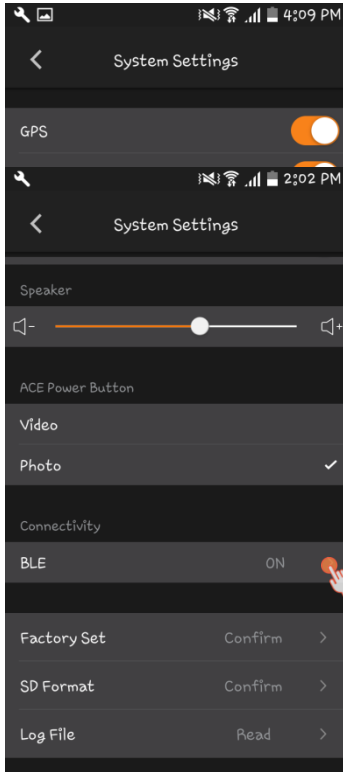 4:09 PM
System Settings
GPS
2:02 PM
System Settings
Speaker
- +
ACE Power Button
Video
Photo
Connectivity
BLE ON
Factory Set Confirm
SD Format Confirm
Log File Read